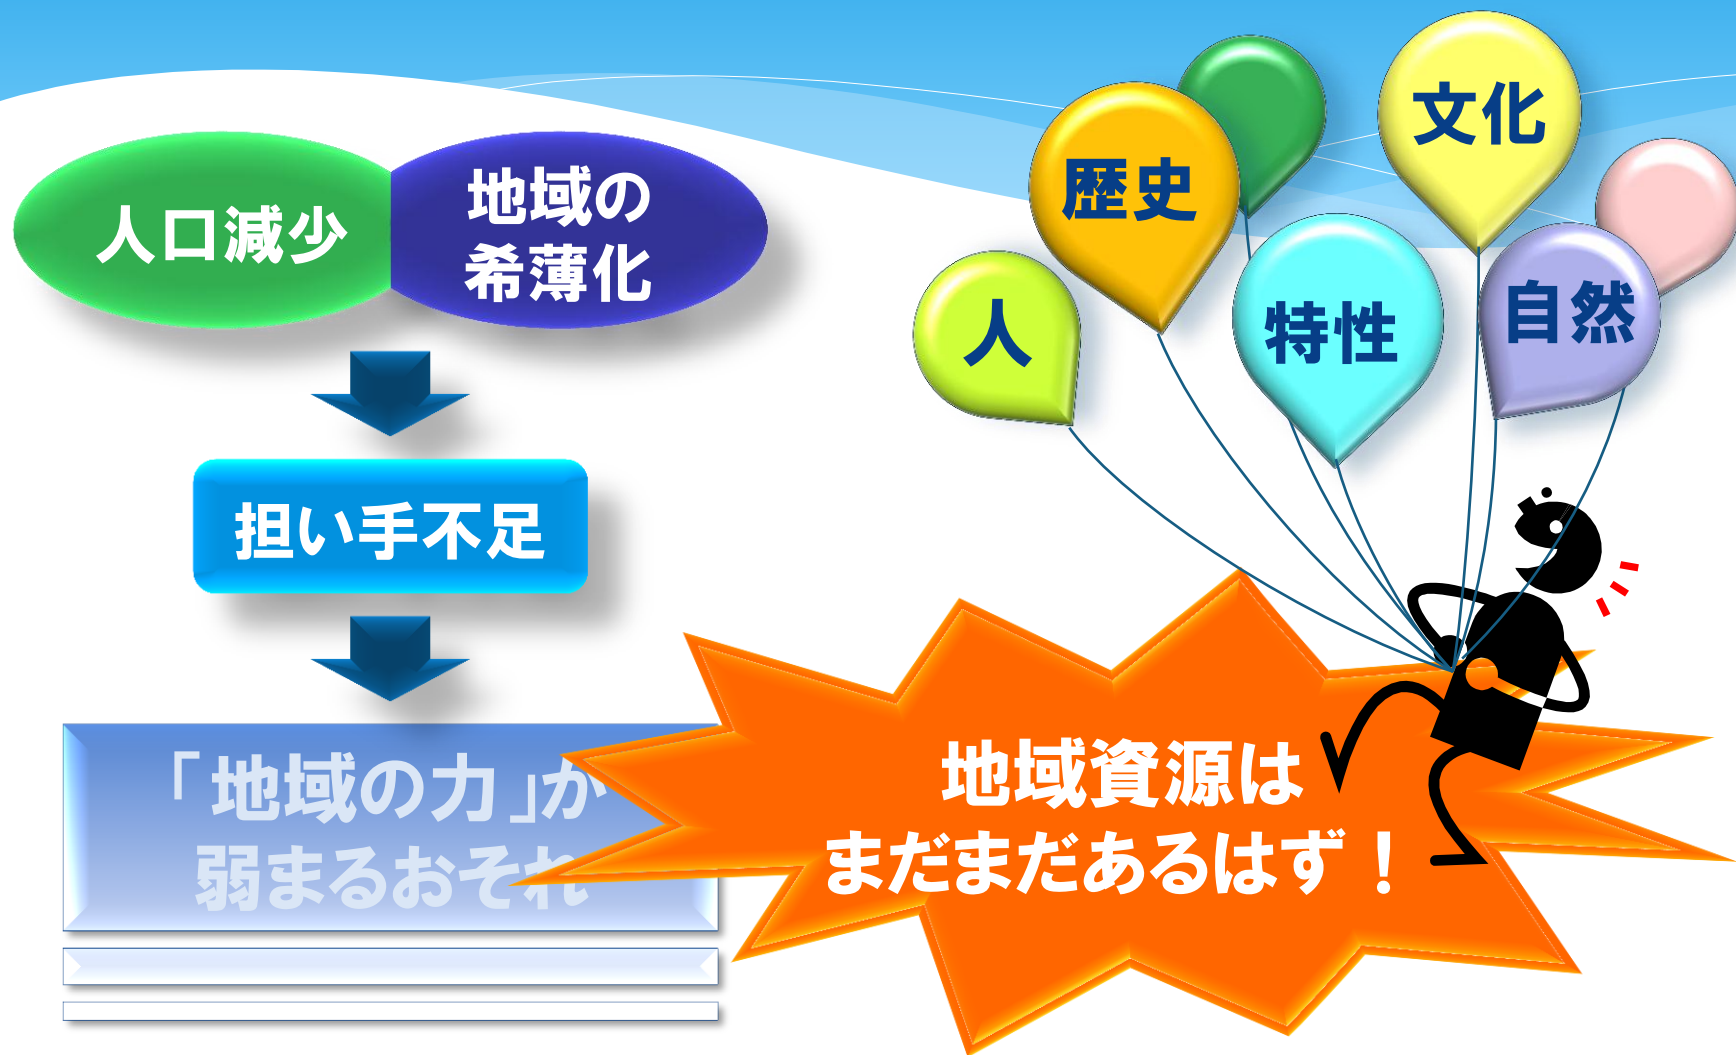 人口減少
地域の
希薄化
担い手不足
「地域の力」が
弱まるおそれ
人
歴史
文化
特性
自然
地域資源は
まだまだあるはず！